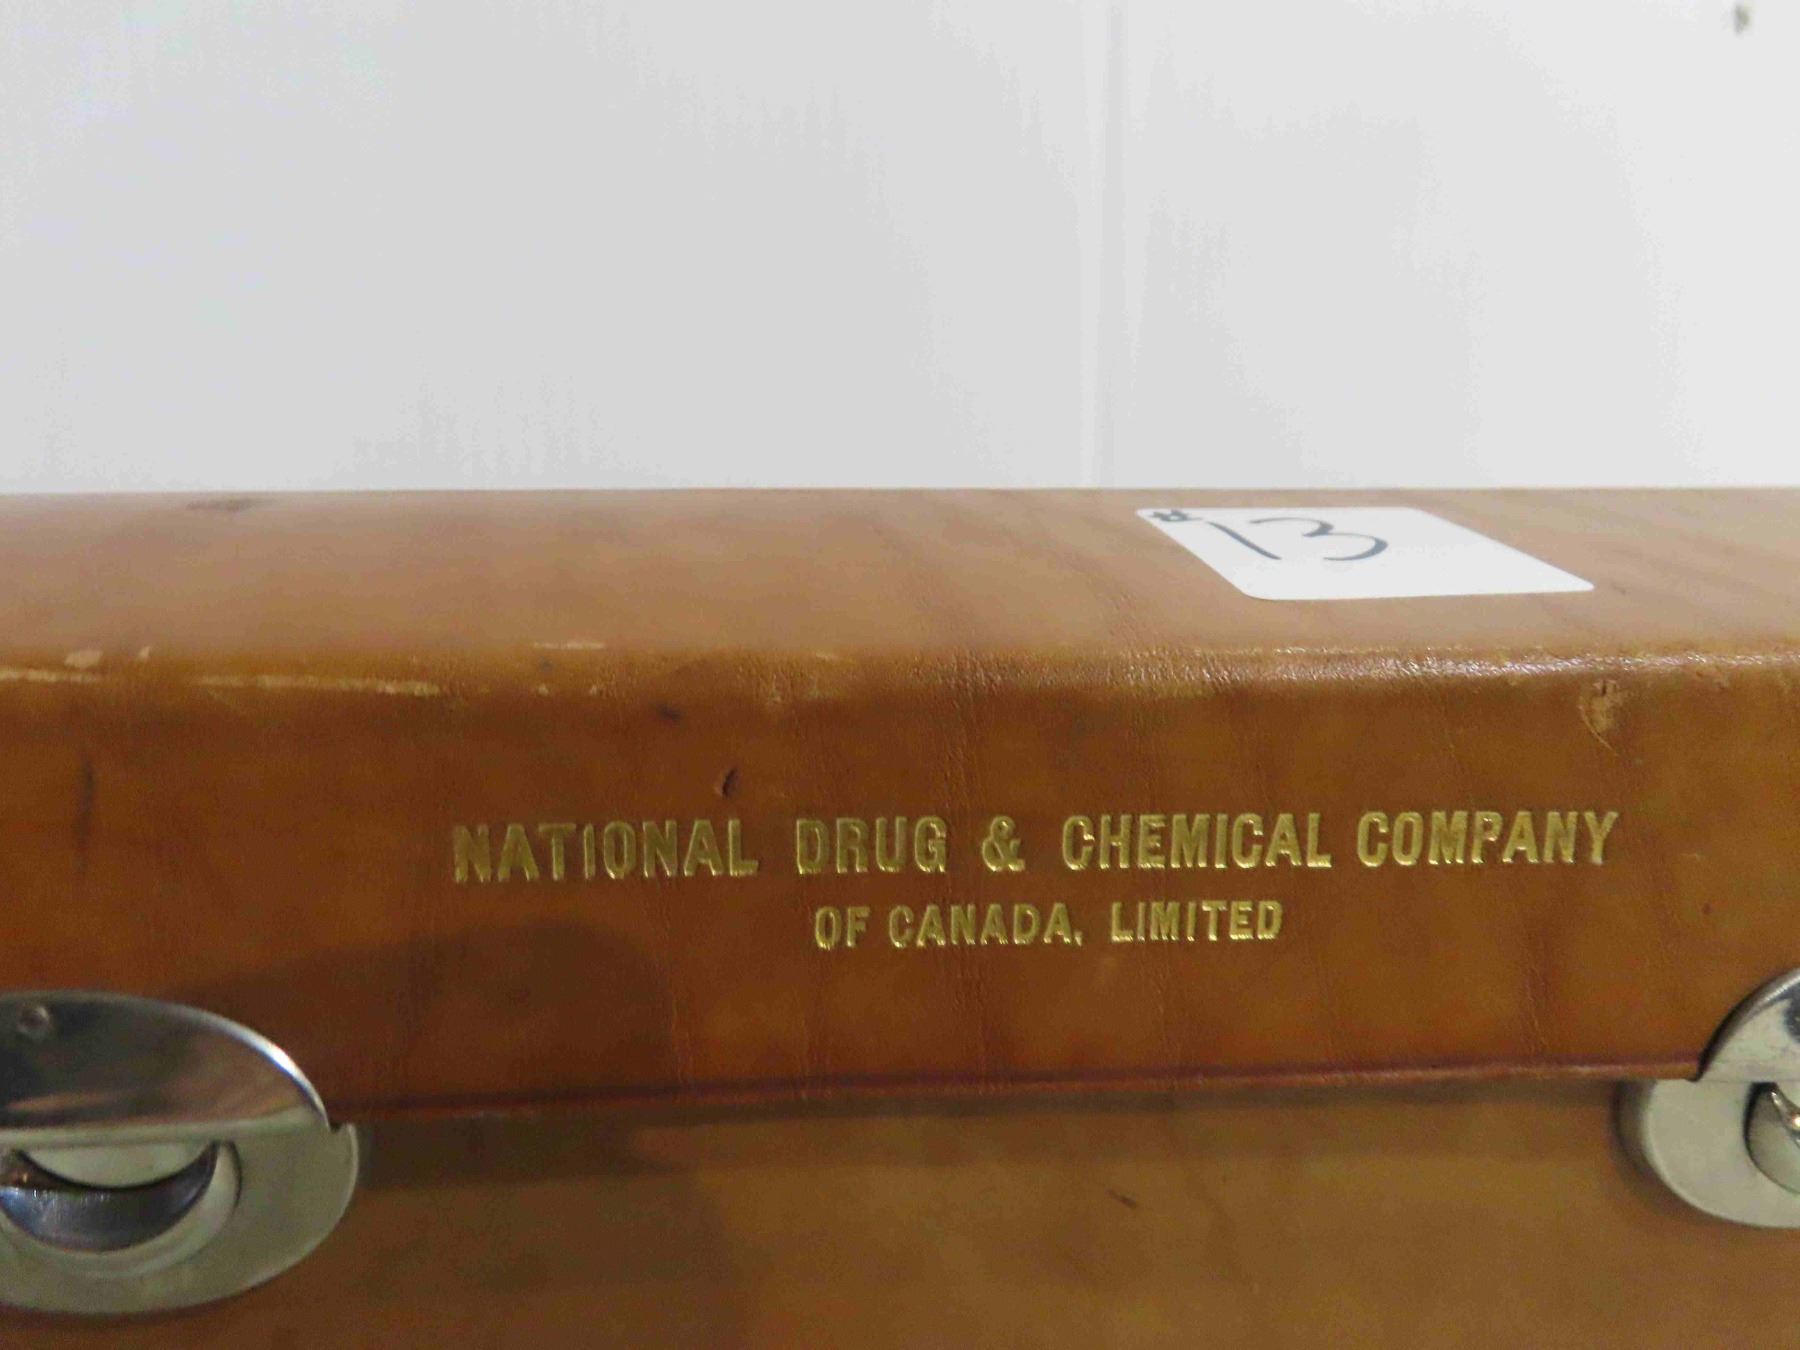 # 13
NATIONAL DRUG & CHEMICAL COMPANY
OF CANADA, LIMITED